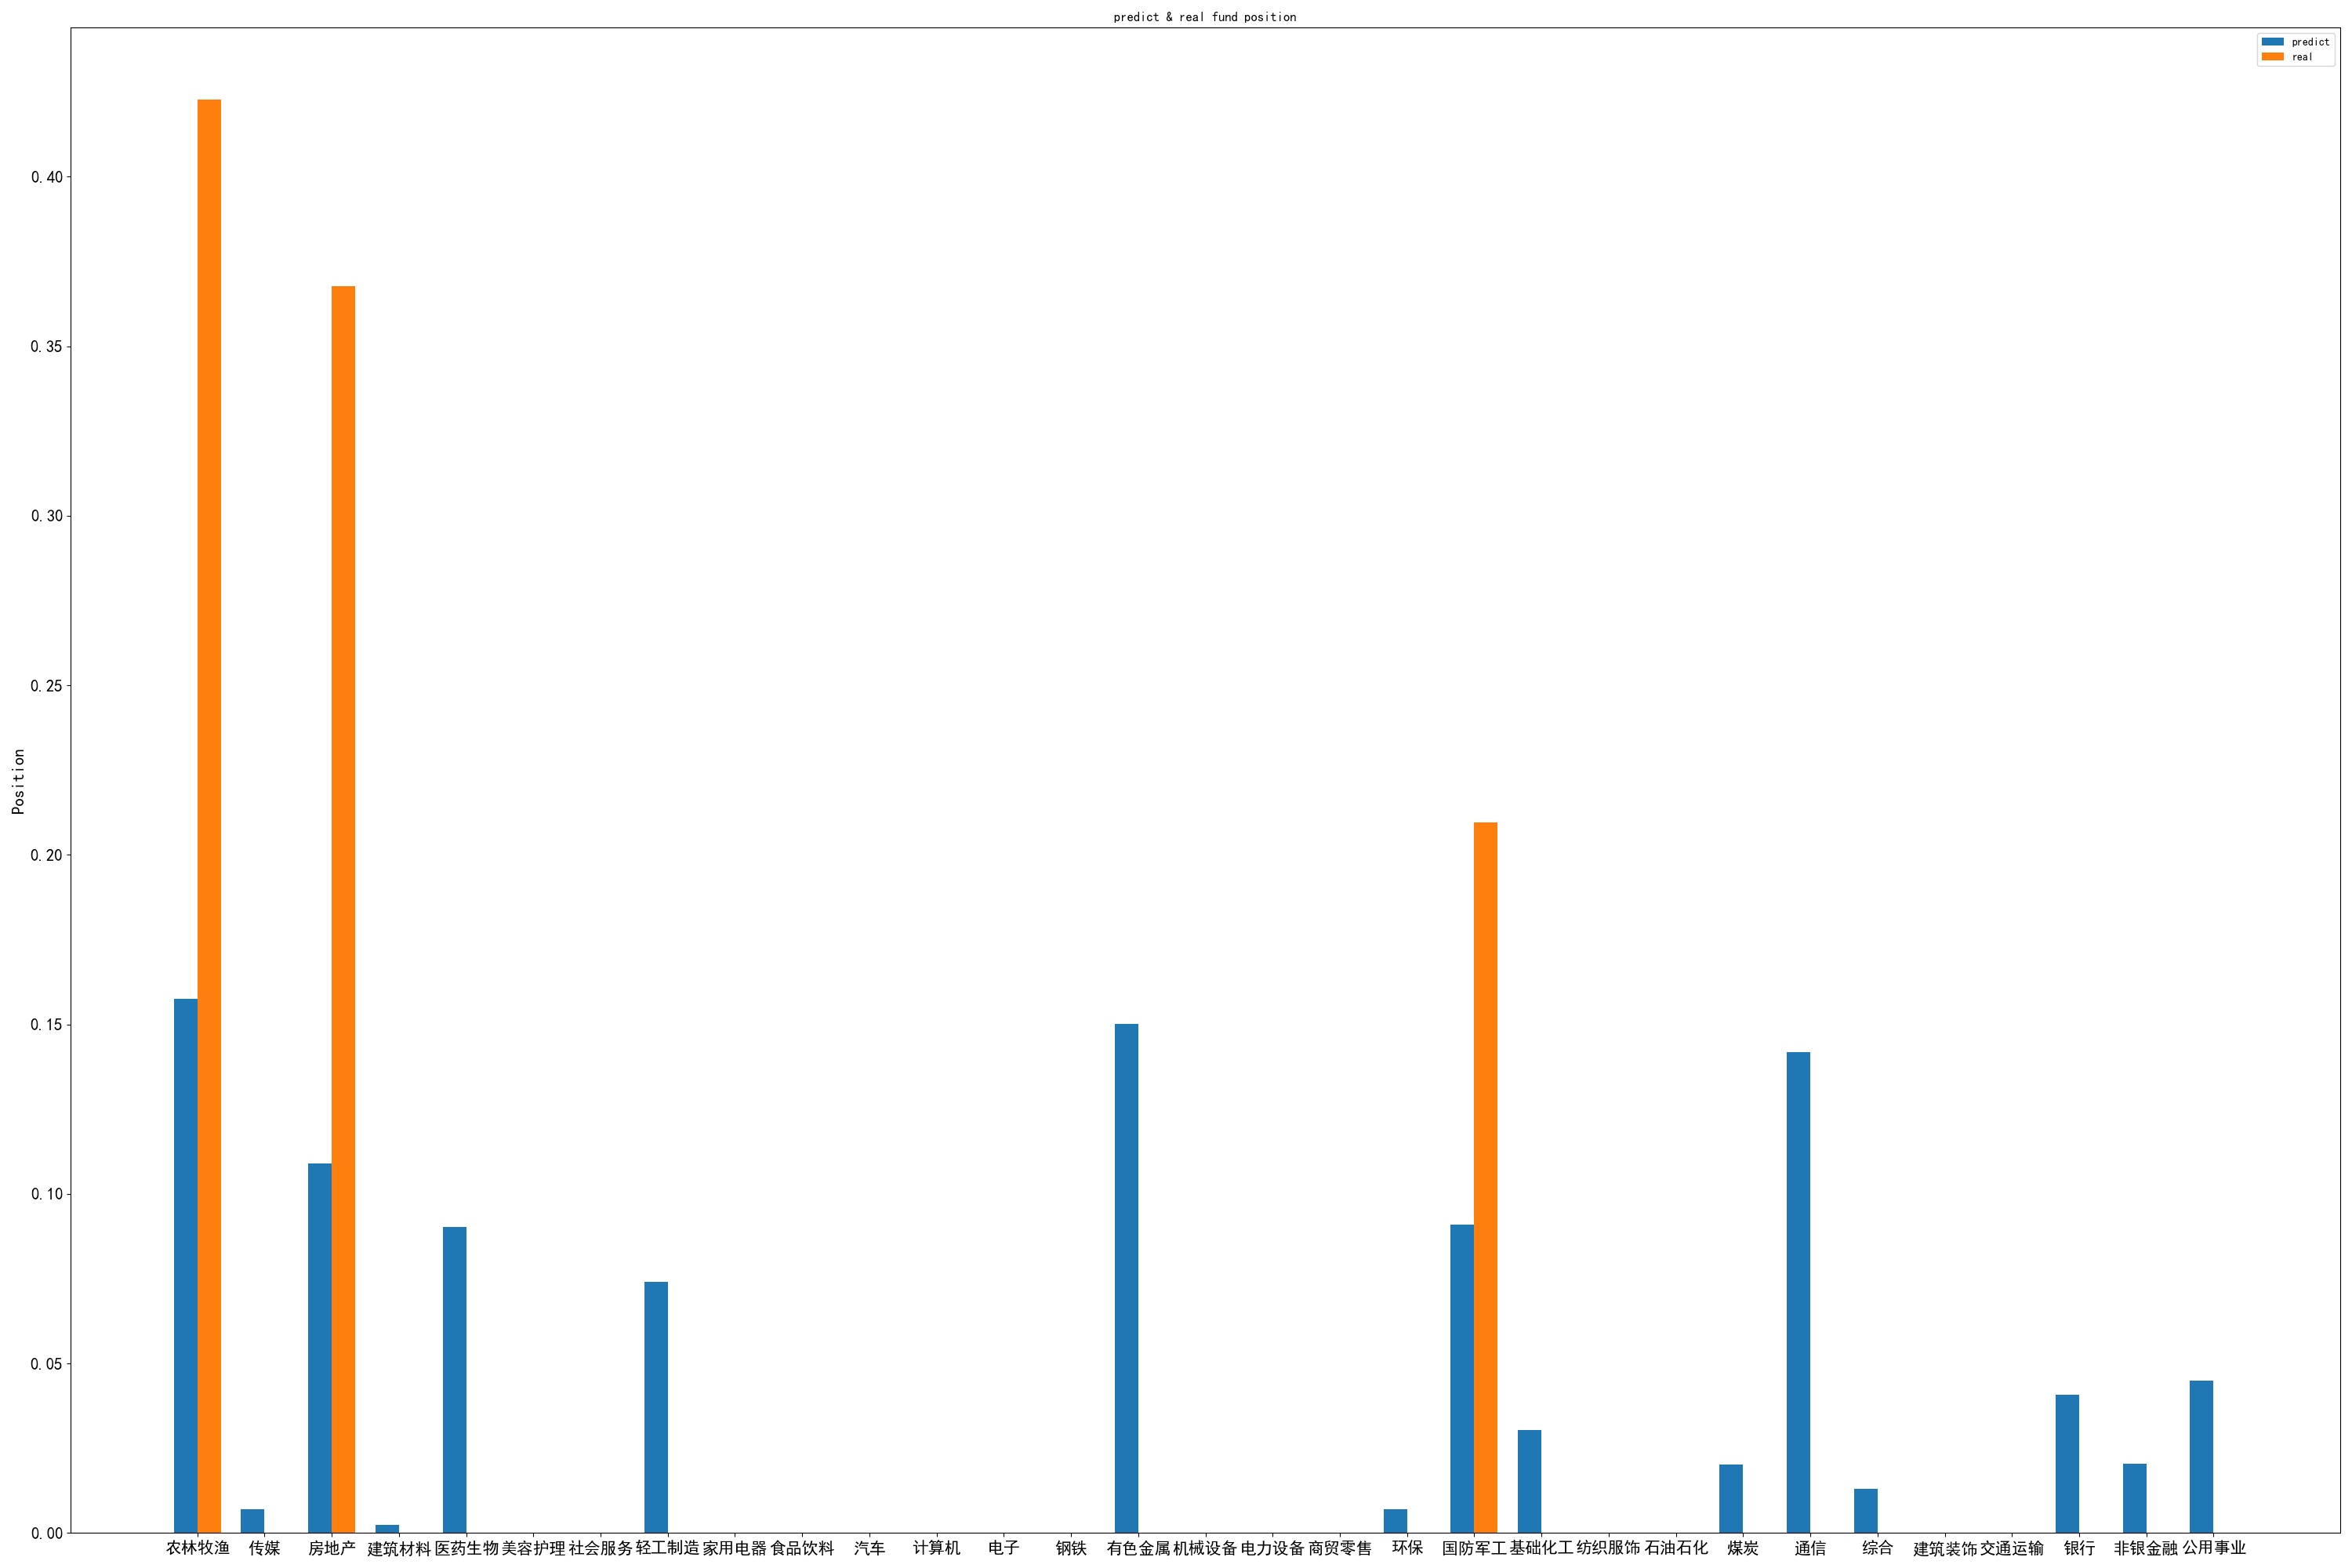 predict & real fund position
predict
real
0.40
0.35
0.30
0.25
0.20
0.15
0.10
0.05
0.00
Position
农林牧渔 传媒 房地产 建筑材料 医药生物 美容护理 社会服务 轻工制造 家用电器 食品饮料 汽车 计算机 电子 钢铁 有色金属 机械设备 电力设备 商贸零售 环保 国防军工 基础化工 纺织服饰 石油石化 煤炭 通信 综合 建筑装饰 交通运输 银行 非银金融 公用事业